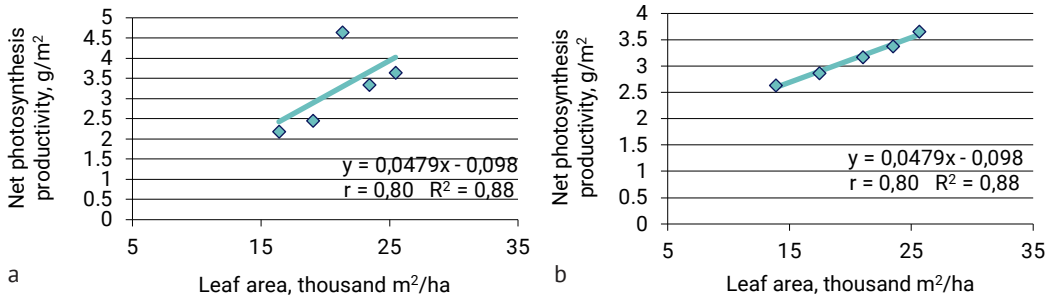 Net photosynthesis
productivity, g/m²
5
4.5
4
3.5
3
2.5
2
1.5
1
0.5
0
y = 0,0479x - 0,098
r = 0,80 R² = 0,88
5 15 25 35
Leaf area, thousand m²/ha
a
Net photosynthesis
productivity, g/m²
4
3.5
3
2.5
2
1.5
1
0.5
0
y = 0,0479x - 0,098
r = 0,80 R² = 0,88
5 15 25 35
Leaf area, thousand m²/ha
b